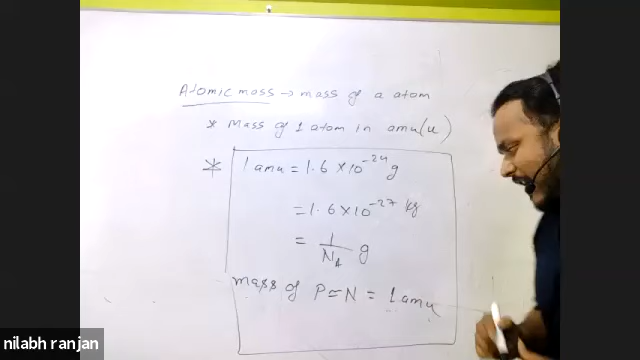 Atomic mass → mass of a atom
* Mass of 1 atom in amu(u)
* 1 amu = 1.6 × 10⁻²⁴ g
= 1.6 × 10⁻²⁷ kg
= 1/N_A g
mass of P ≃ N = 1 amu
nilabh ranjan